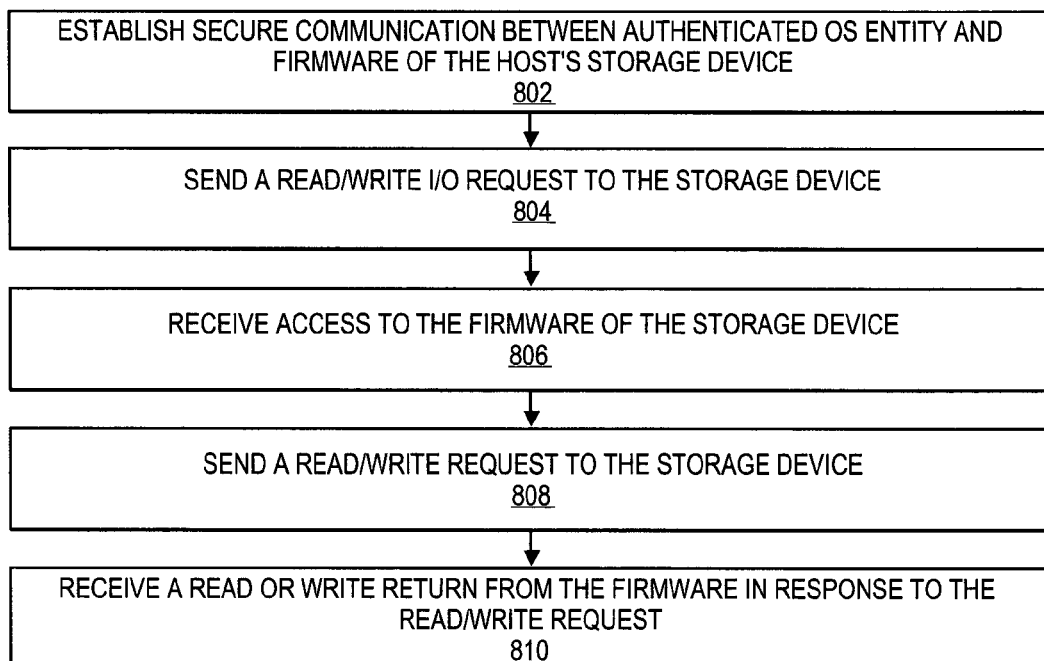 ESTABLISH SECURE COMMUNICATION BETWEEN AUTHENTICATED OS ENTITY AND
FIRMWARE OF THE HOST'S STORAGE DEVICE
802
SEND A READ/WRITE I/O REQUEST TO THE STORAGE DEVICE
804
RECEIVE ACCESS TO THE FIRMWARE OF THE STORAGE DEVICE
806
SEND A READ/WRITE REQUEST TO THE STORAGE DEVICE
808
RECEIVE A READ OR WRITE RETURN FROM THE FIRMWARE IN RESPONSE TO THE
READ/WRITE REQUEST
810